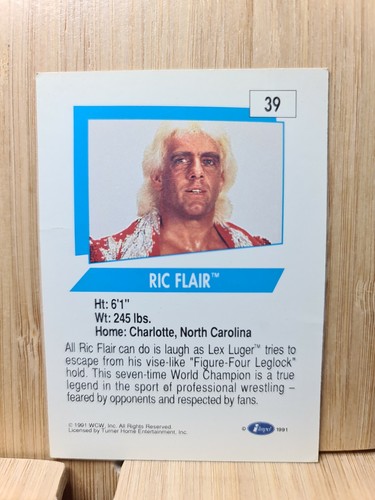 39
RIC FLAIR™
Ht: 6'1"
Wt: 245 lbs.
Home: Charlotte, North Carolina
All Ric Flair can do is laugh as Lex Luger™ tries to
escape from his vise-like "Figure-Four Leglock"
hold. This seven-time World Champion is a true
legend in the sport of professional wrestling –
feared by opponents and respected by fans.
© 1991 WCW, Inc. All Rights Reserved.
Licensed by Turner Home Entertainment, Inc.
© Impel 1991